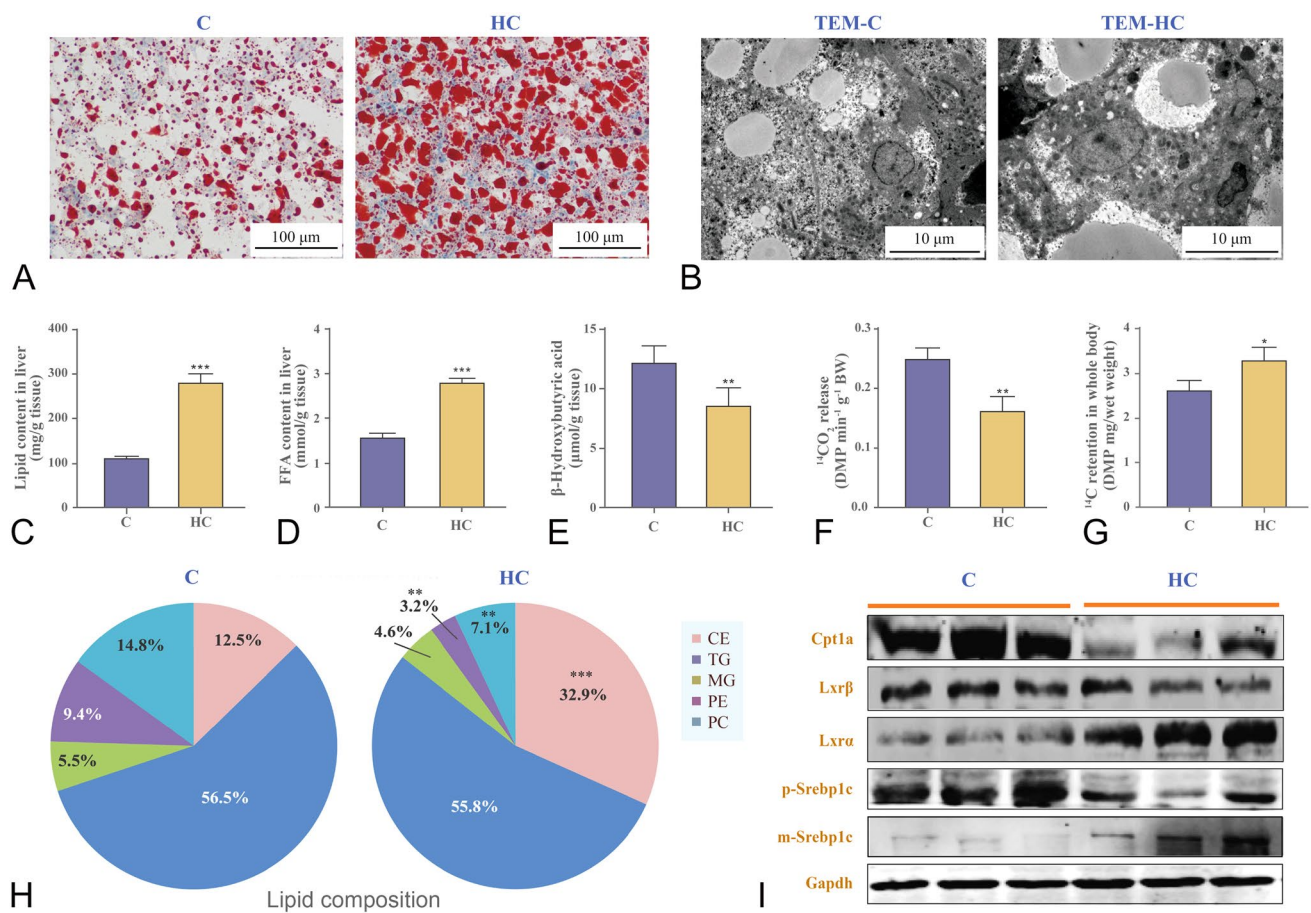 C
HC
100 µm
100 µm
A
TEM-C
TEM-HC
10 µm
10 µm
B
Lipid content in liver
(mg/g tissue)
400
300
200
100
0
***
C
HC
C
FFA content in liver
(mmol/g tissue)
4
3
2
1
0
***
C
HC
D
β-Hydroxybutyric acid
(µmol/g tissue)
15
10
5
0
**
C
HC
E
¹⁴CO₂ release
(DMP min⁻¹ g⁻¹ BW)
0.3
0.2
0.1
0.0
**
C
HC
F
¹⁴C retention in whole body
(DMP mg/wet weight)
4
3
2
1
0
*
C
HC
G
C
14.8%
12.5%
9.4%
5.5%
56.5%
HC
**
3.2%
**
7.1%
4.6%
***
32.9%
55.8%
CE
TG
MG
PE
PC
H
Lipid composition
C
HC
Cpt1a
Lxrβ
Lxrα
p-Srebp1c
m-Srebp1c
Gapdh
I